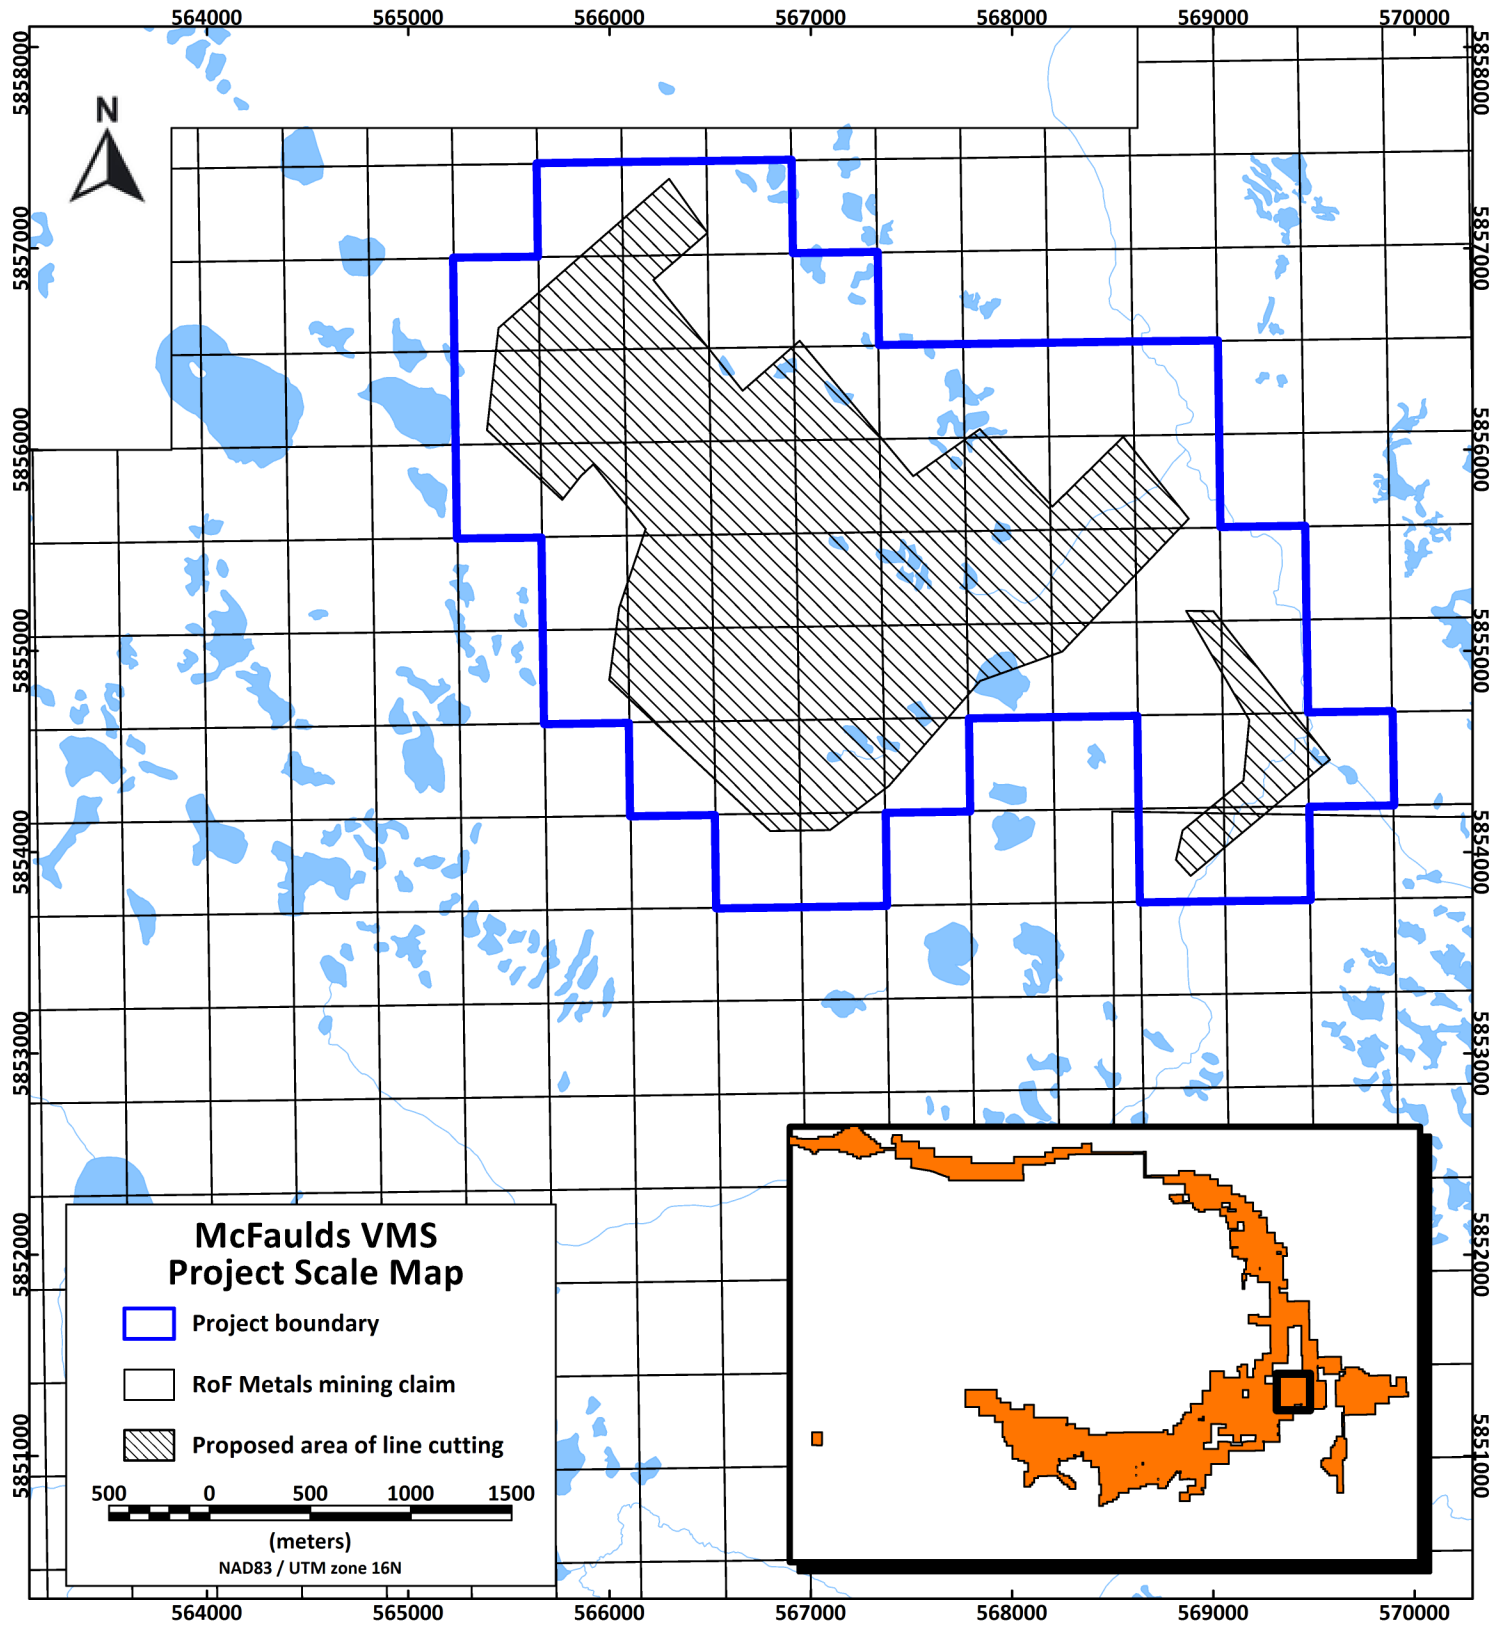 564000 565000 566000 567000 568000 569000 570000
5858000
5857000
5856000
5855000
5854000
5853000
5852000
5851000
N
5858000
5857000
5856000
5855000
5854000
5853000
5852000
5851000
McFaulds VMS
Project Scale Map
Project boundary
RoF Metals mining claim
Proposed area of line cutting
500 0 500 1000 1500
(meters)
NAD83 / UTM zone 16N
564000 565000 566000 567000 568000 569000 570000